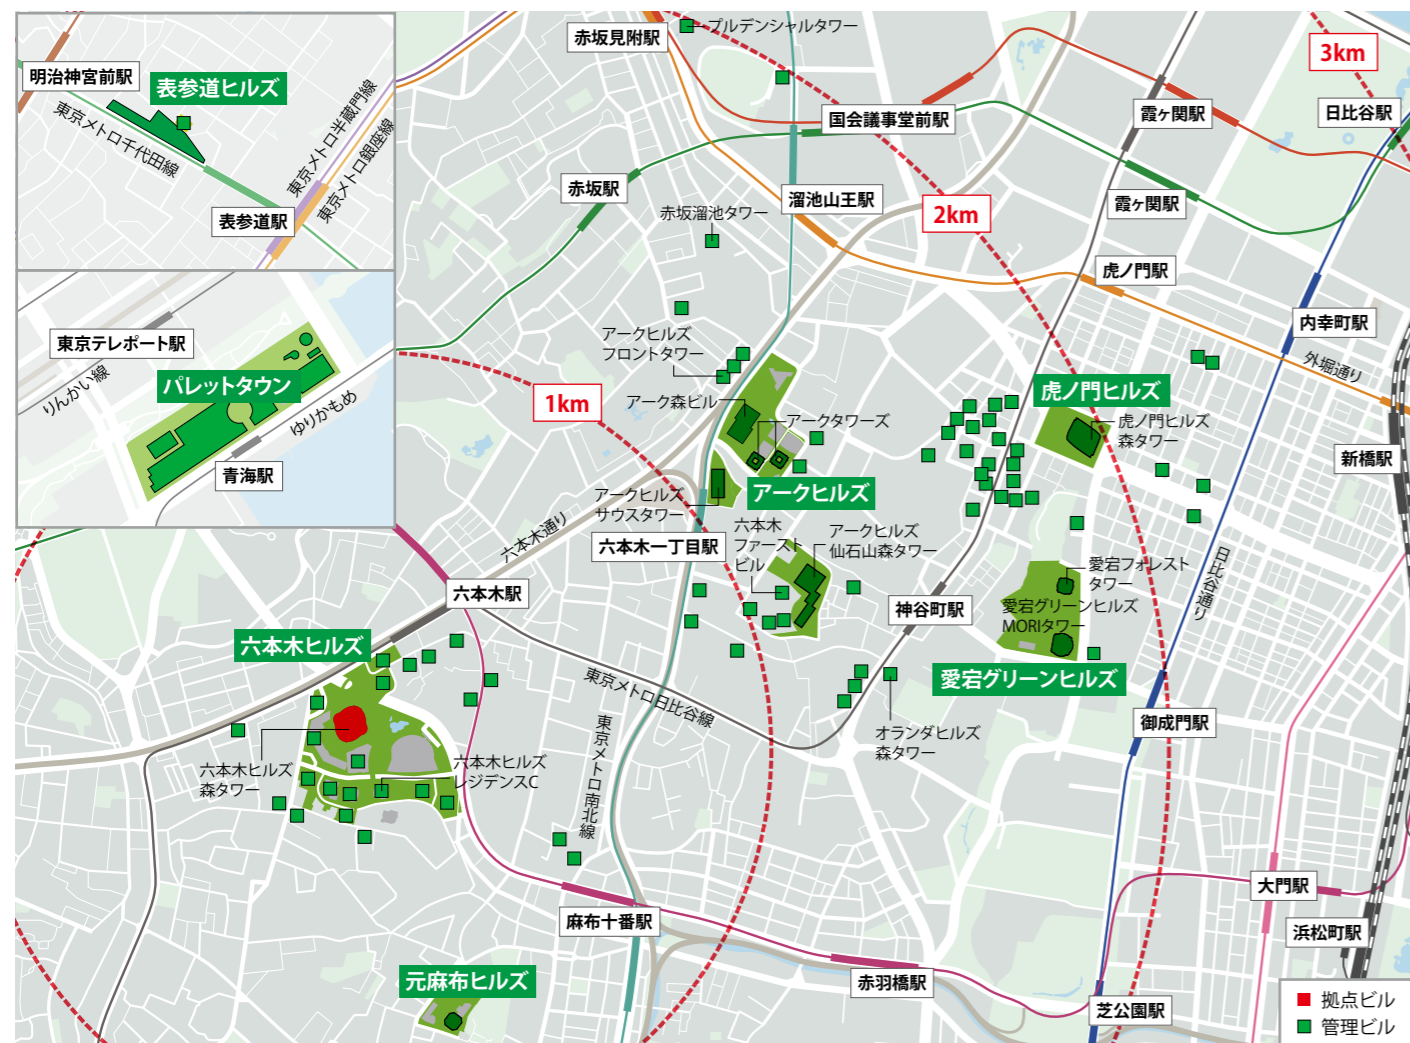 明治神宮前駅
表参道ヒルズ
東京メトロ千代田線
東京メトロ半蔵門線
東京メトロ銀座線
表参道駅
東京テレポート駅
パレットタウン
りんかい線
ゆりかもめ
青海駅
赤坂見附駅
プルデンシャルタワー
3km
国会議事堂前駅
霞ヶ関駅
日比谷駅
赤坂駅
溜池山王駅
霞ヶ関駅
赤坂溜池タワー
2km
虎ノ門駅
内幸町駅
アークヒルズ
フロントタワー
外堀通り
1km
アーク森ビル
アークタワーズ
虎ノ門ヒルズ
虎ノ門ヒルズ
森タワー
新橋駅
アークヒルズ
アークヒルズ
サウスタワー
六本木通り
六本木一丁目駅
六本木
ファースト
ビル
アークヒルズ
仙石山森タワー
愛宕フォレスト
タワー
日比谷通り
六本木駅
神谷町駅
愛宕グリーンヒルズ
MORIタワー
六本木ヒルズ
愛宕グリーンヒルズ
東京メトロ日比谷線
東京メトロ南北線
オランダヒルズ
森タワー
御成門駅
六本木ヒルズ
森タワー
六本木ヒルズ
レジデンスC
大門駅
麻布十番駅
浜松町駅
元麻布ヒルズ
赤羽橋駅
芝公園駅
拠点ビル
管理ビル